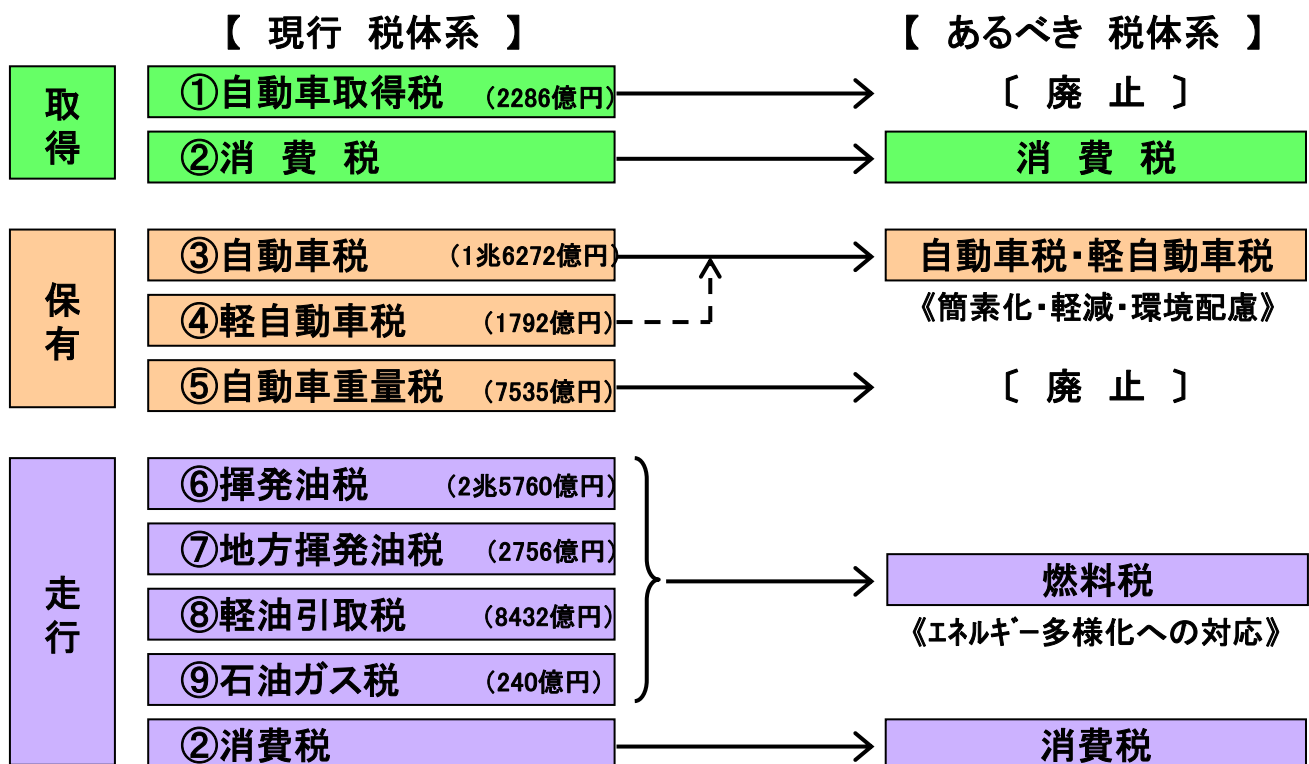 【 現行 税体系 】
【 あるべき 税体系 】
取得
①自動車取得税 (2286億円)
〔 廃 止 〕
②消 費 税
消 費 税
保有
③自動車税 (1兆6272億円)
自動車税・軽自動車税
《簡素化・軽減・環境配慮》
④軽自動車税 (1792億円)
⑤自動車重量税 (7535億円)
〔 廃 止 〕
走行
⑥揮発油税 (2兆5760億円)
⑦地方揮発油税 (2756億円)
⑧軽油引取税 (8432億円)
⑨石油ガス税 (240億円)
燃料税
《エネルギー多様化への対応》
②消費税
消費税